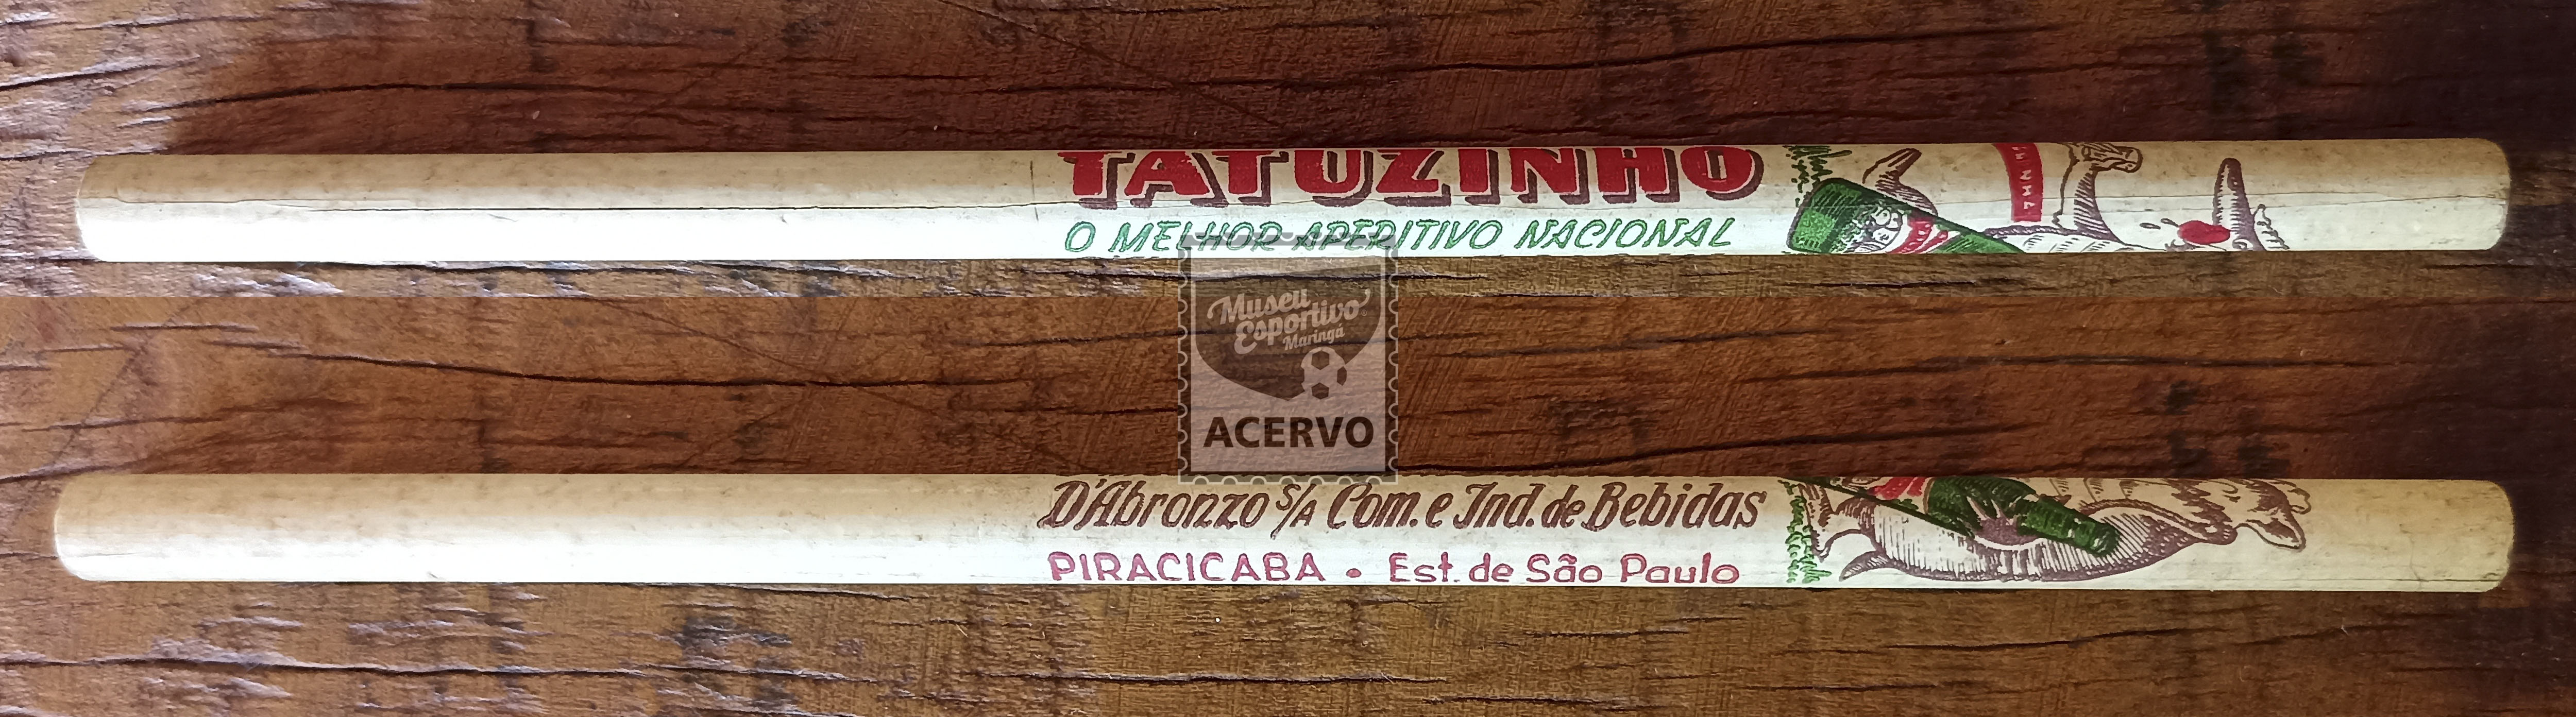 TATUZINHO
O MELHOR APERITIVO NACIONAL
Museu
Esportivo
Maringá
ACERVO
D'Abronzo S/A Com. e Ind. de Bebidas
PIRACICABA • Est. de São Paulo